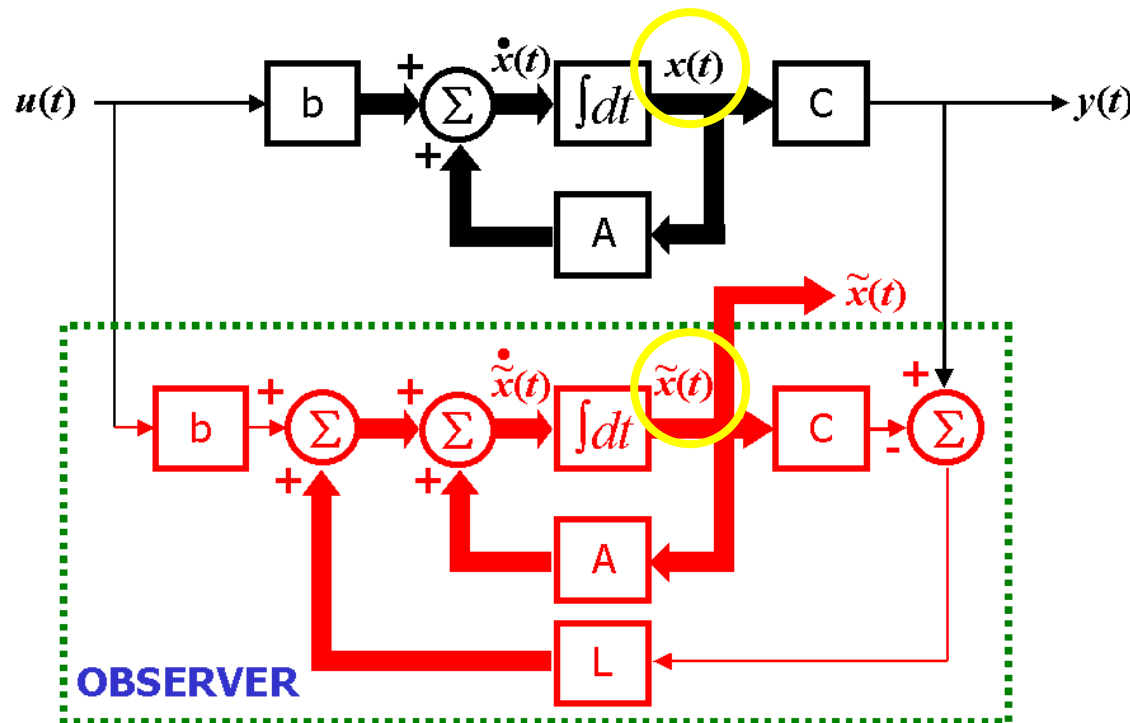 u(t) b + Σ + ẋ(t) ∫dt x(t) C y(t)
A
x̃(t)
b + Σ + + Σ + x̃̇(t) ∫dt x̃(t) C + Σ -
A
L
OBSERVER